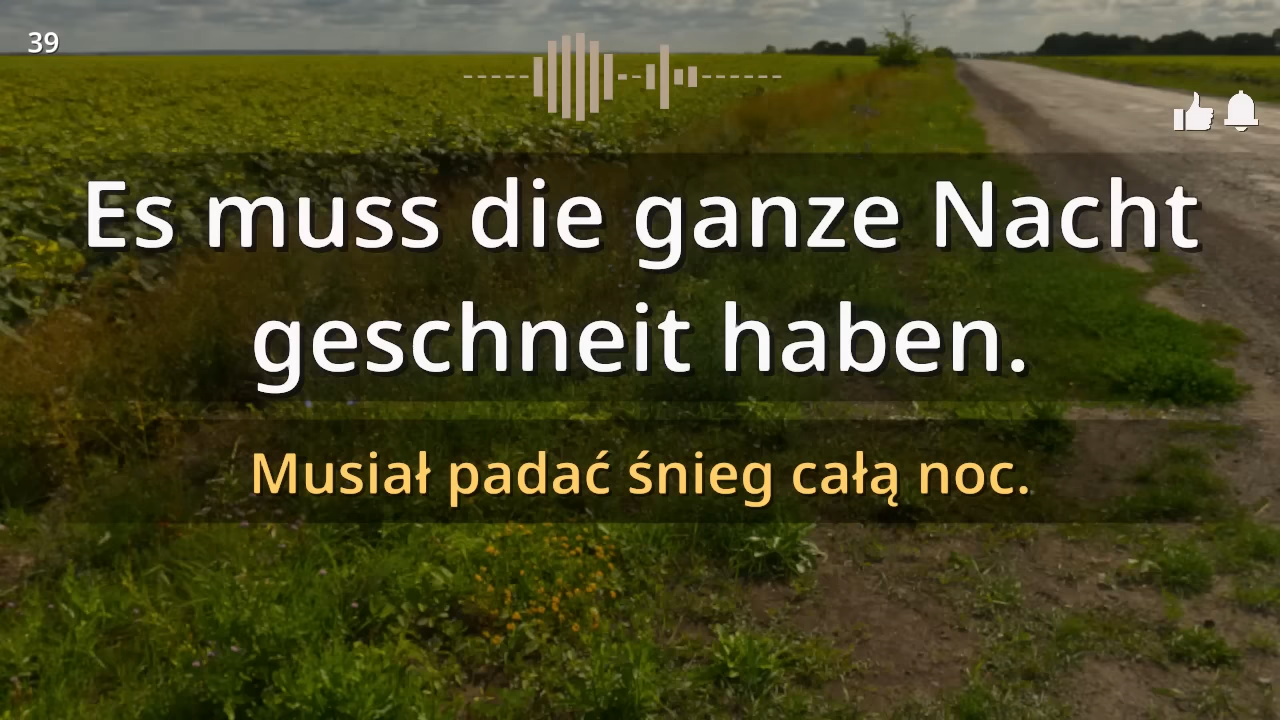 39
Es muss die ganze Nacht
geschneit haben.
Musiał padać śnieg całą noc.